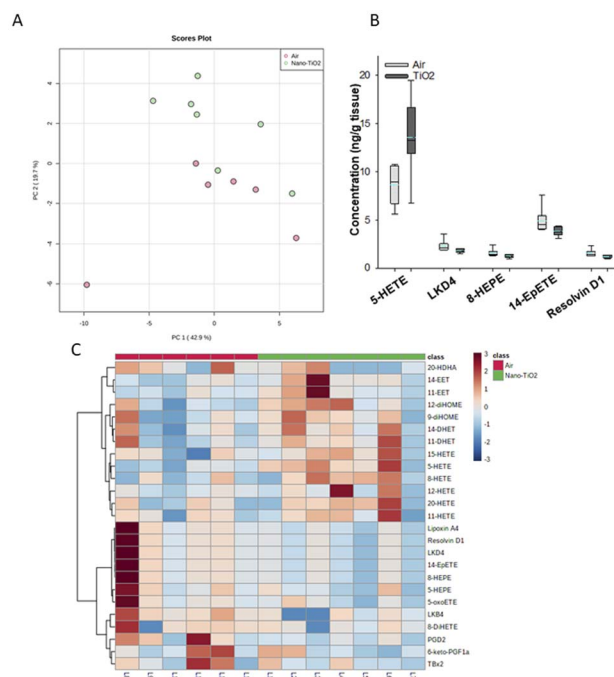 A
Scores Plot
Air
Nano-TiO2
4
2
0
-2
-4
-6
PC 2 ( 19.7 %)
-10
-5
0
5
PC 1 ( 42.9 %)
B
Air
TiO2
20
15
10
5
0
Concentration (ng/g tissue)
5-HETE
LKD4
8-HEPE
14-EpETE
Resolvin D1
C
class
20-HDHA
14-EET
11-EET
12-diHOME
9-diHOME
14-DHET
11-DHET
15-HETE
5-HETE
8-HETE
12-HETE
20-HETE
11-HETE
Lipoxin A4
Resolvin D1
LKD4
14-EpETE
8-HEPE
5-HEPE
5-oxoETE
LKB4
8-DiHETE
PGD2
6-keto-PGF1a
TBx2
3
2
1
0
-1
-2
-3
class
Air
Nano-TiO2